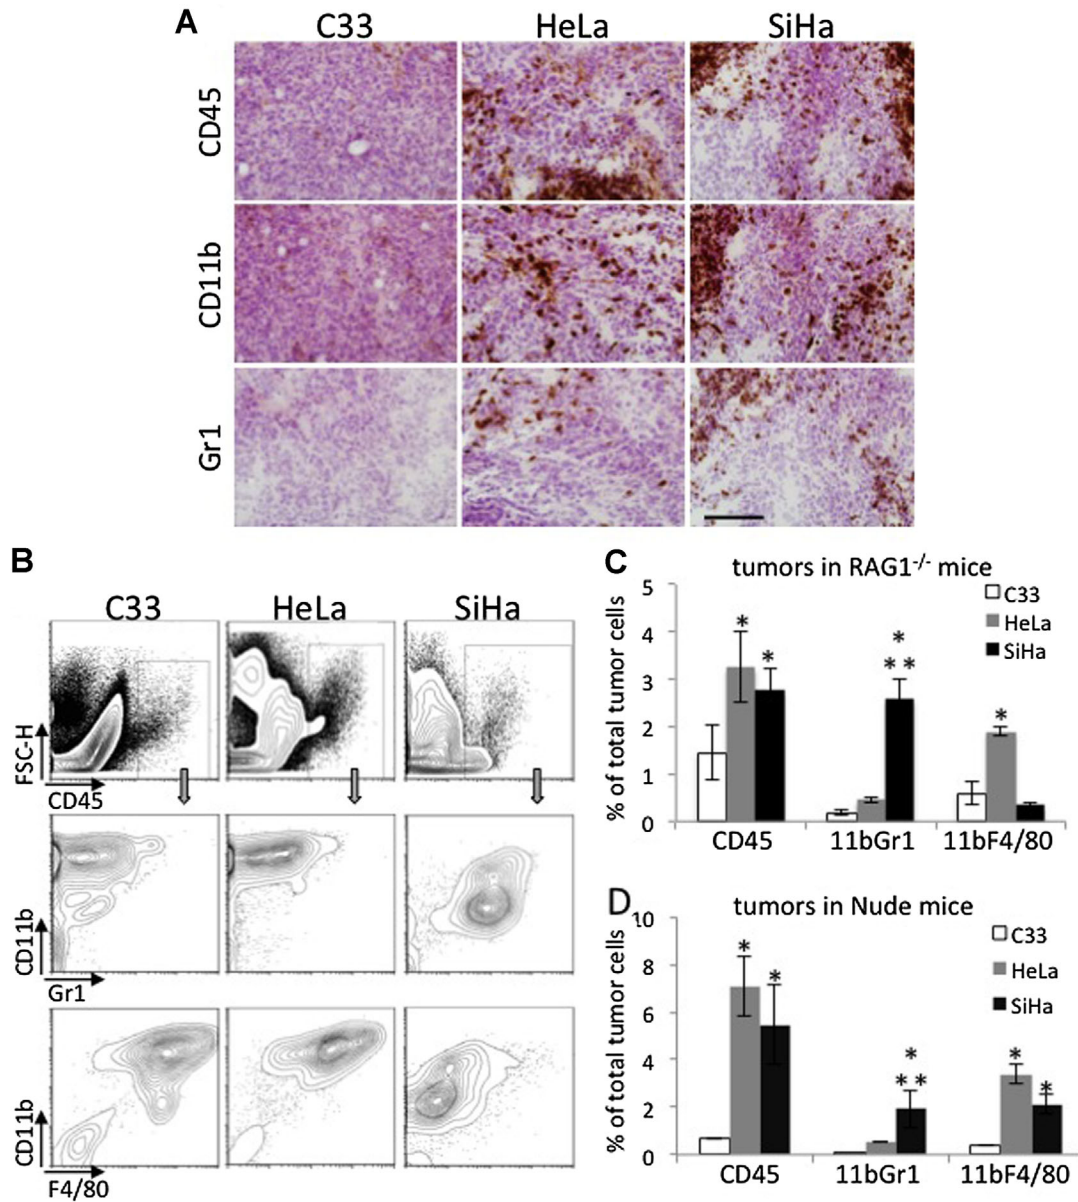 A
C33 HeLa SiHa
CD45
CD11b
Gr1
B
C33 HeLa SiHa
FSC-H
CD45
CD11b
Gr1
CD11b
F4/80
C
tumors in RAG1-/- mice
% of total tumor cells
5
4
3
2
1
0
C33
HeLa
SiHa
*
*
*
**
*
CD45 11bGr1 11bF4/80
D
tumors in Nude mice
% of total tumor cells
10
8
6
4
2
0
C33
HeLa
SiHa
*
*
*
**
*
*
CD45 11bGr1 11bF4/80